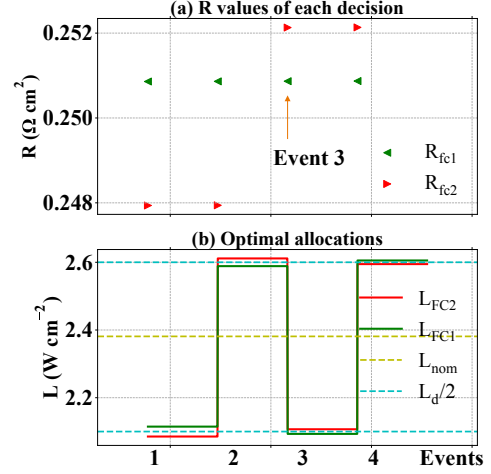 (a) R values of each decision
0.252
0.250
0.248
R (Ω cm²)
Event 3
R_fc1
R_fc2
(b) Optimal allocations
2.6
2.4
2.2
L (W cm⁻²)
L_FC2
L_FC1
L_nom
L_d/2
1 2 3 4 Events